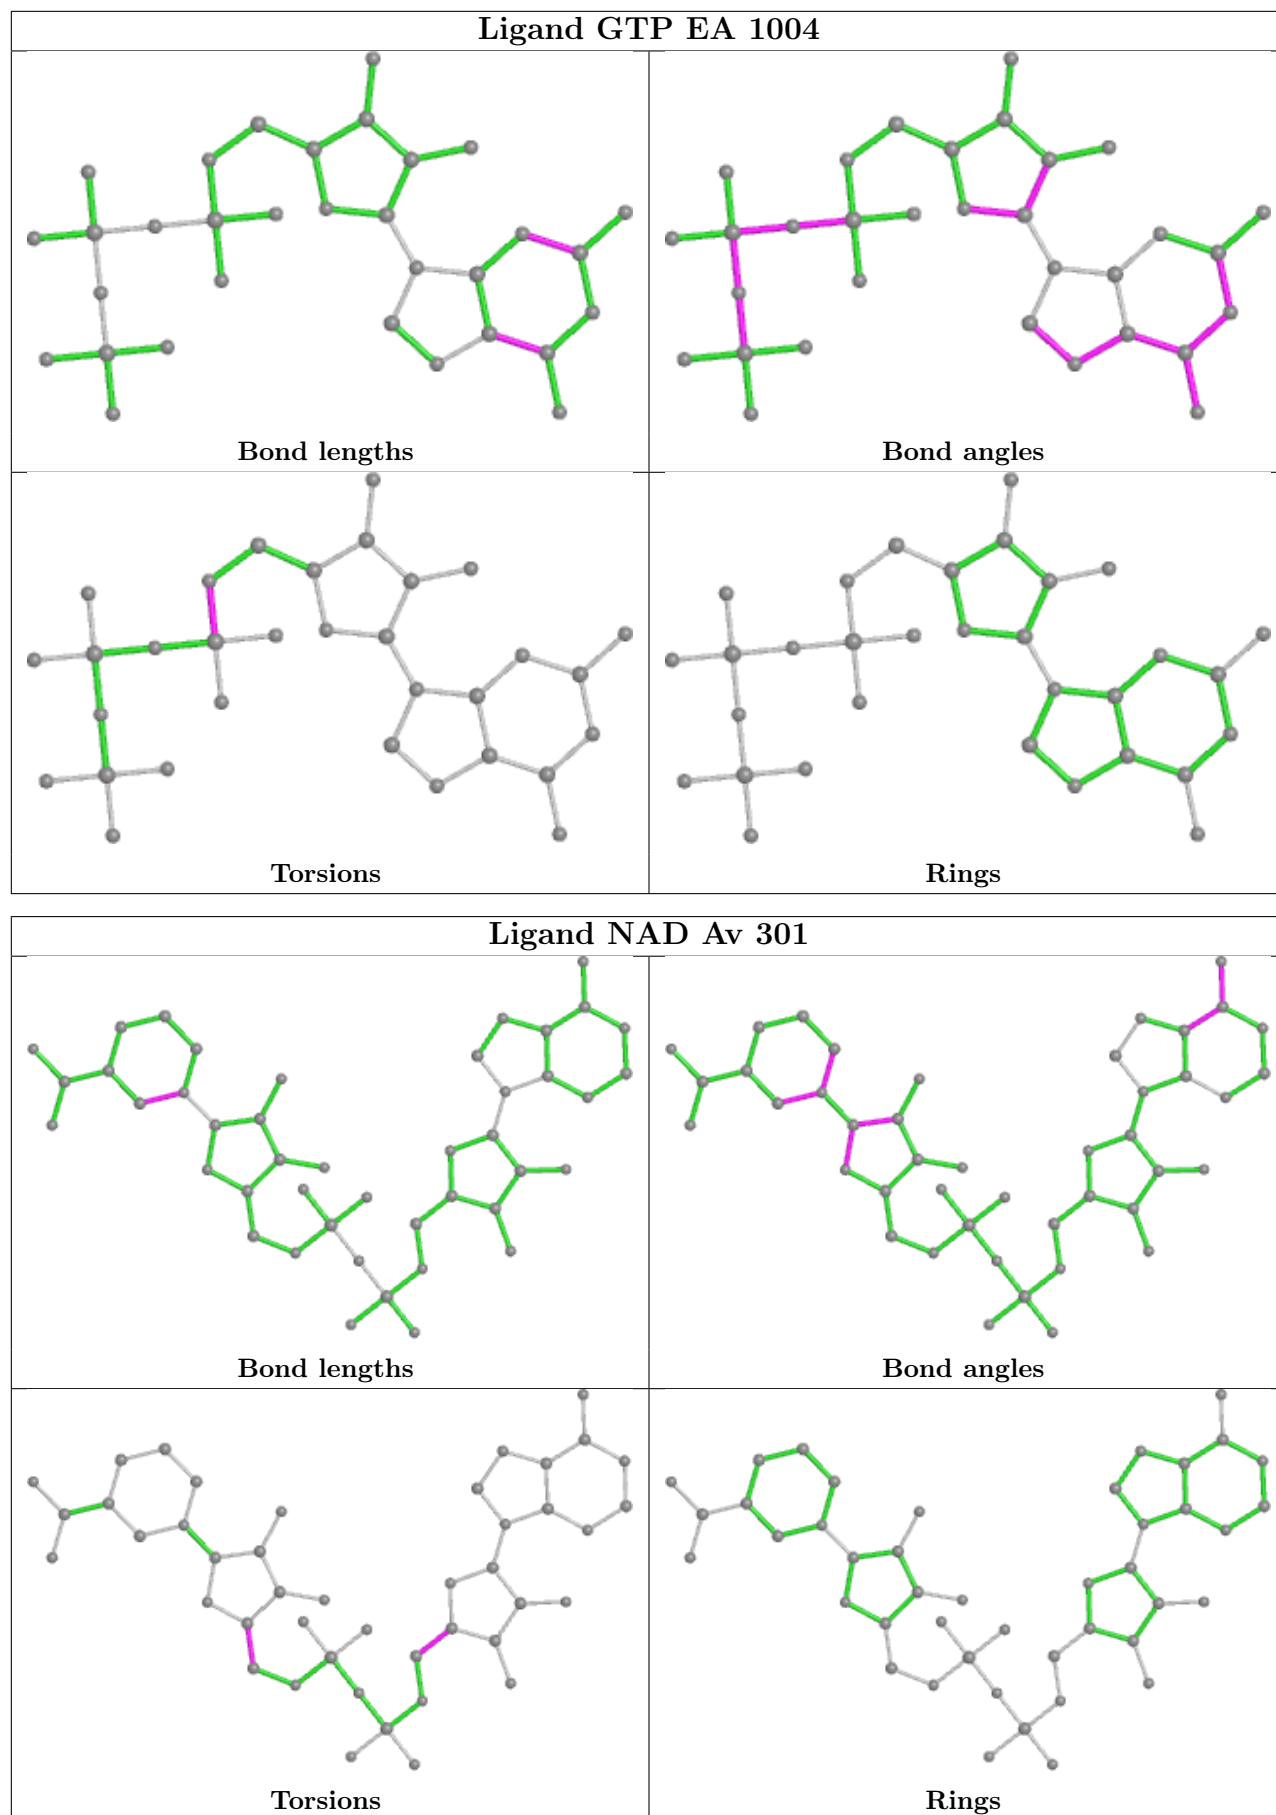 Ligand GTP EA 1004
Bond lengths
Bond angles
Torsions
Rings
Ligand NAD Av 301
Bond lengths
Bond angles
Torsions
Rings